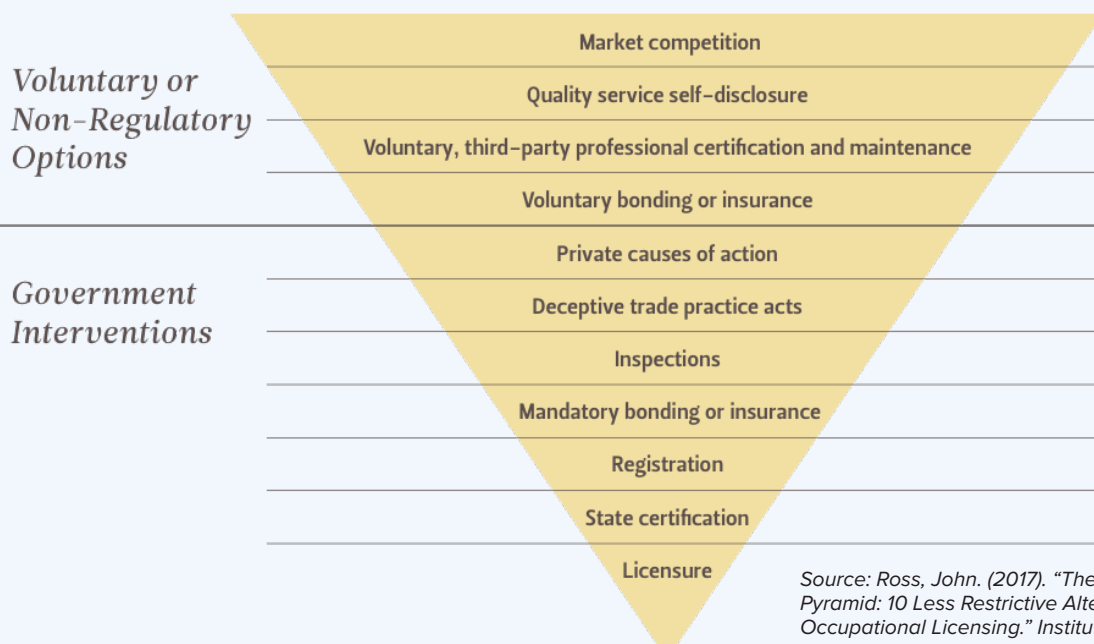 Voluntary or
Non-Regulatory
Options
Market competition
Quality service self-disclosure
Voluntary, third-party professional certification and maintenance
Voluntary bonding or insurance
Government
Interventions
Private causes of action
Deceptive trade practice acts
Inspections
Mandatory bonding or insurance
Registration
State certification
Licensure
Source: Ross, John. (2017). “The
Pyramid: 10 Less Restrictive
Occupational Licensing.”